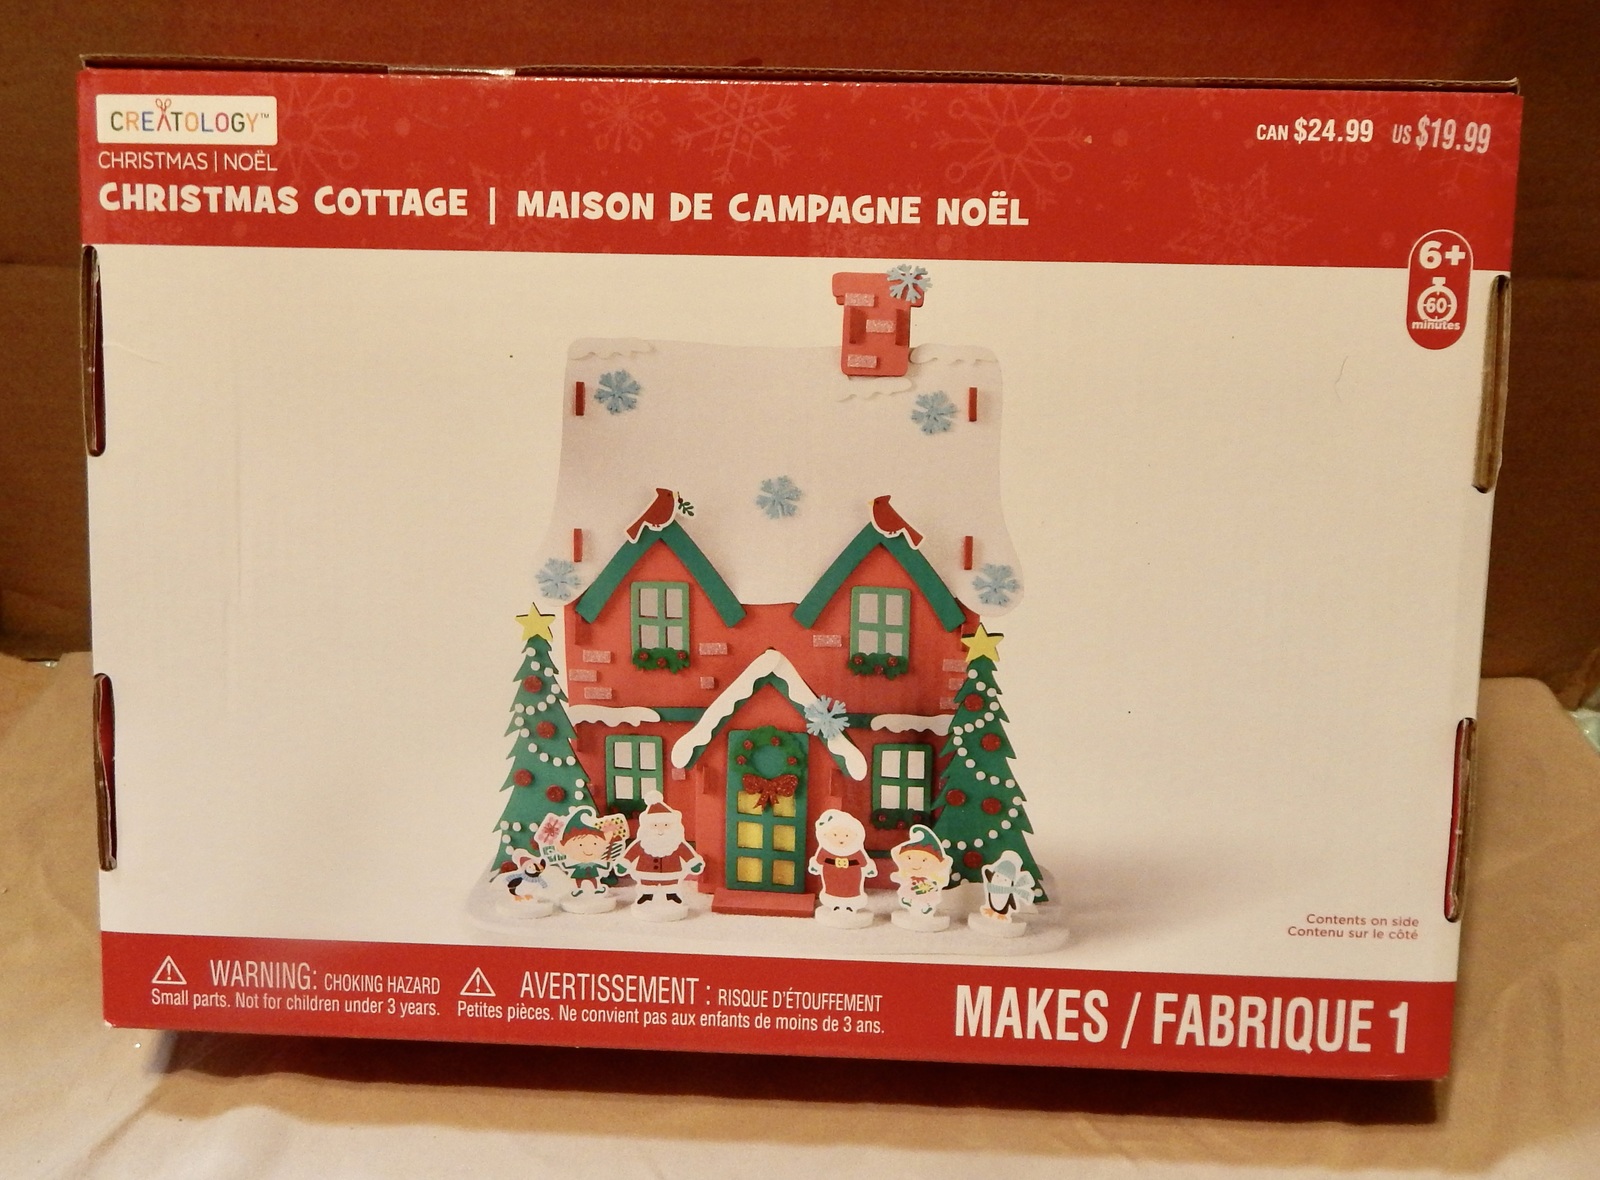 CREATOLOGY™
CHRISTMAS | NOËL
CHRISTMAS COTTAGE | MAISON DE CAMPAGNE NOËL
CAN $24.99 US $19.99
6+
60
minutes
Contents on side
Contenu sur le côté
WARNING: CHOKING HAZARD
Small parts. Not for children under 3 years.
AVERTISSEMENT : RISQUE D'ÉTOUFFEMENT
Petites pièces. Ne convient pas aux enfants de moins de 3 ans.
MAKES / FABRIQUE 1